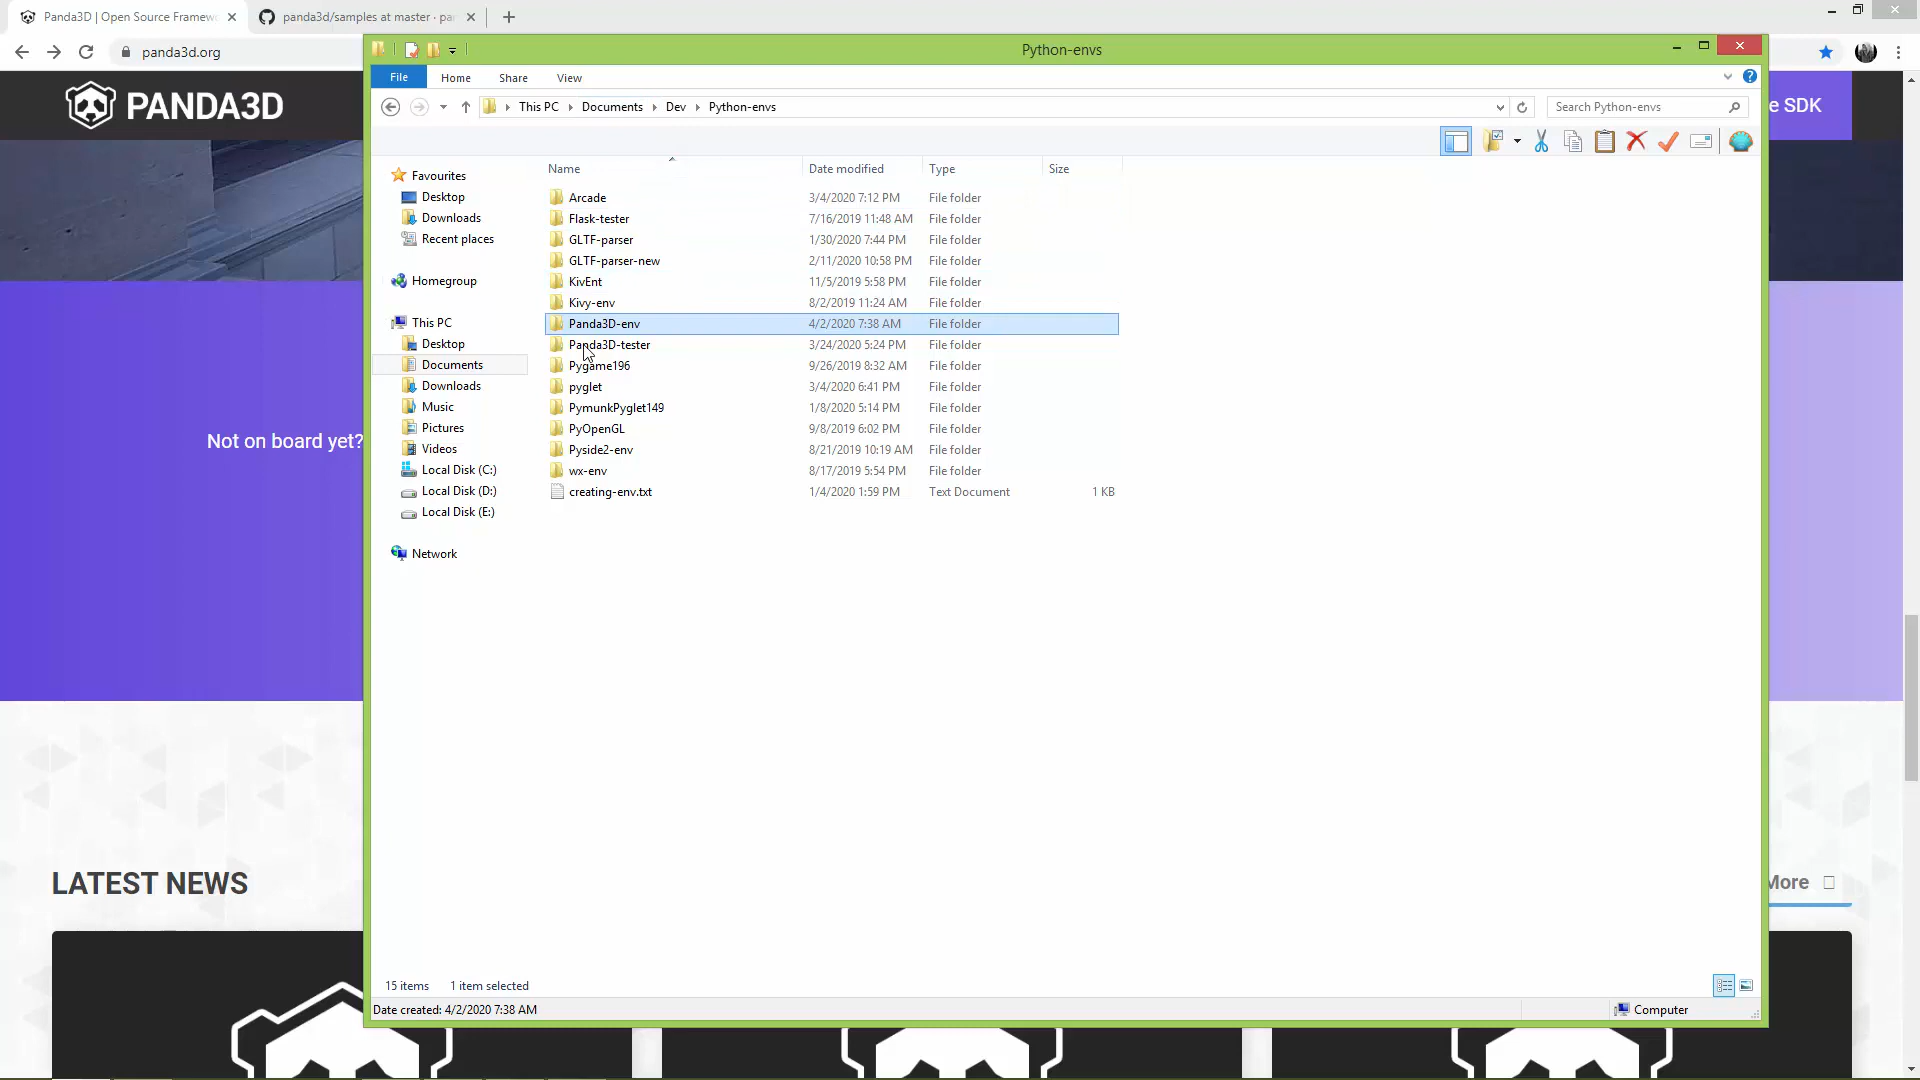 Panda3D | Open Source Framew
panda3d/samples at master · pa
panda3d.org
PANDA3D
e SDK
Not on board yet?
LATEST NEWS
More
Python-envs
File
Home
Share
View
This PC
Documents
Dev
Python-envs
Search Python-envs
Name
Date modified
Type
Size
Favourites
Desktop
Downloads
Recent places
Homegroup
This PC
Desktop
Documents
Downloads
Music
Pictures
Videos
Local Disk (C:)
Local Disk (D:)
Local Disk (E:)
Network
Arcade 3/4/2020 7:12 PM File folder
Flask-tester 7/16/2019 11:48 AM File folder
GLTF-parser 1/30/2020 7:44 PM File folder
GLTF-parser-new 2/11/2020 10:58 PM File folder
KivEnt 11/5/2019 5:58 PM File folder
Kivy-env 8/2/2019 11:24 AM File folder
Panda3D-env 4/2/2020 7:38 AM File folder
Panda3D-tester 3/24/2020 5:24 PM File folder
Pygame196 9/26/2019 8:32 AM File folder
pyglet 3/4/2020 6:41 PM File folder
PymunkPyglet149 1/8/2020 5:14 PM File folder
PyOpenGL 9/8/2019 6:02 PM File folder
Pyside2-env 8/21/2019 10:19 AM File folder
wx-env 8/17/2019 5:54 PM File folder
creating-env.txt 1/4/2020 1:59 PM Text Document 1 KB
15 items 1 item selected
Date created: 4/2/2020 7:38 AM
Computer